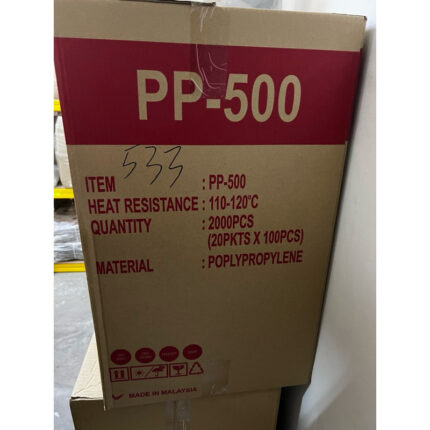 PP-500
533
ITEM : PP-500
HEAT RESISTANCE : 110-120°C
QUANTITY : 2000PCS
(20PKTS X 100PCS)
MATERIAL : POPLYPROPYLENE
MADE IN MALAYSIA